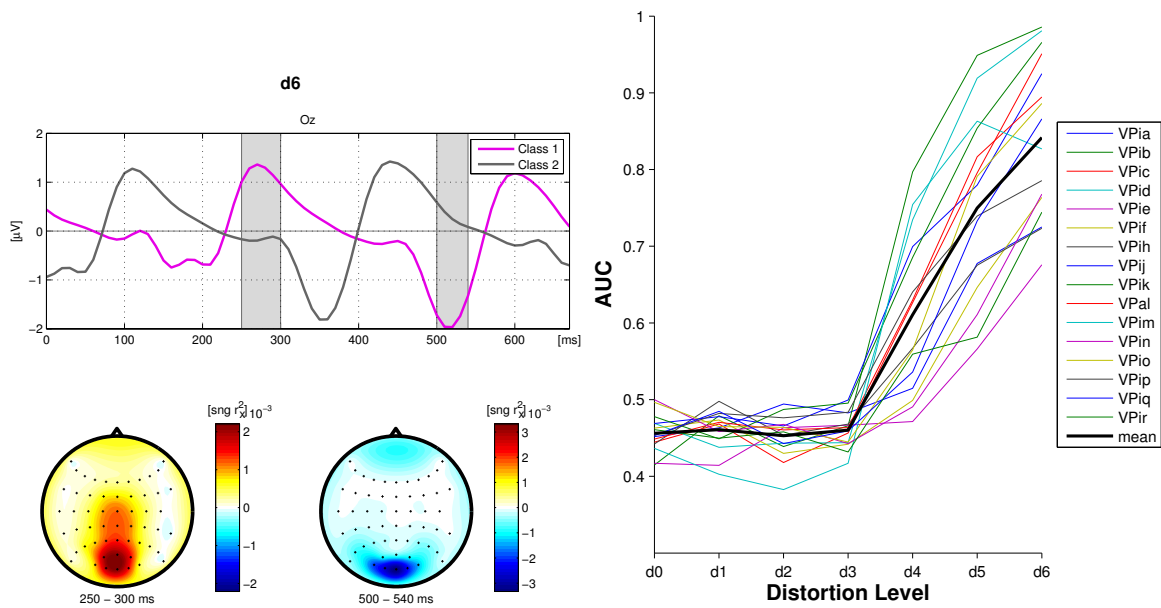 d6
Oz
Class 1
Class 2
[µV]
2
1
0
−1
−2
0
100
200
300
400
500
600
[ms]
[sng r²]
x 10⁻³
2
1
0
−1
−2
250 − 300 ms
[sng r²]
x 10⁻³
3
2
1
0
−1
−2
−3
500 − 540 ms
AUC
1
0.9
0.8
0.7
0.6
0.5
0.4
d0
d1
d2
d3
d4
d5
d6
Distortion Level
VPia
VPib
VPic
VPid
VPie
VPif
VPih
VPij
VPik
VPal
VPim
VPin
VPio
VPip
VPiq
VPir
mean